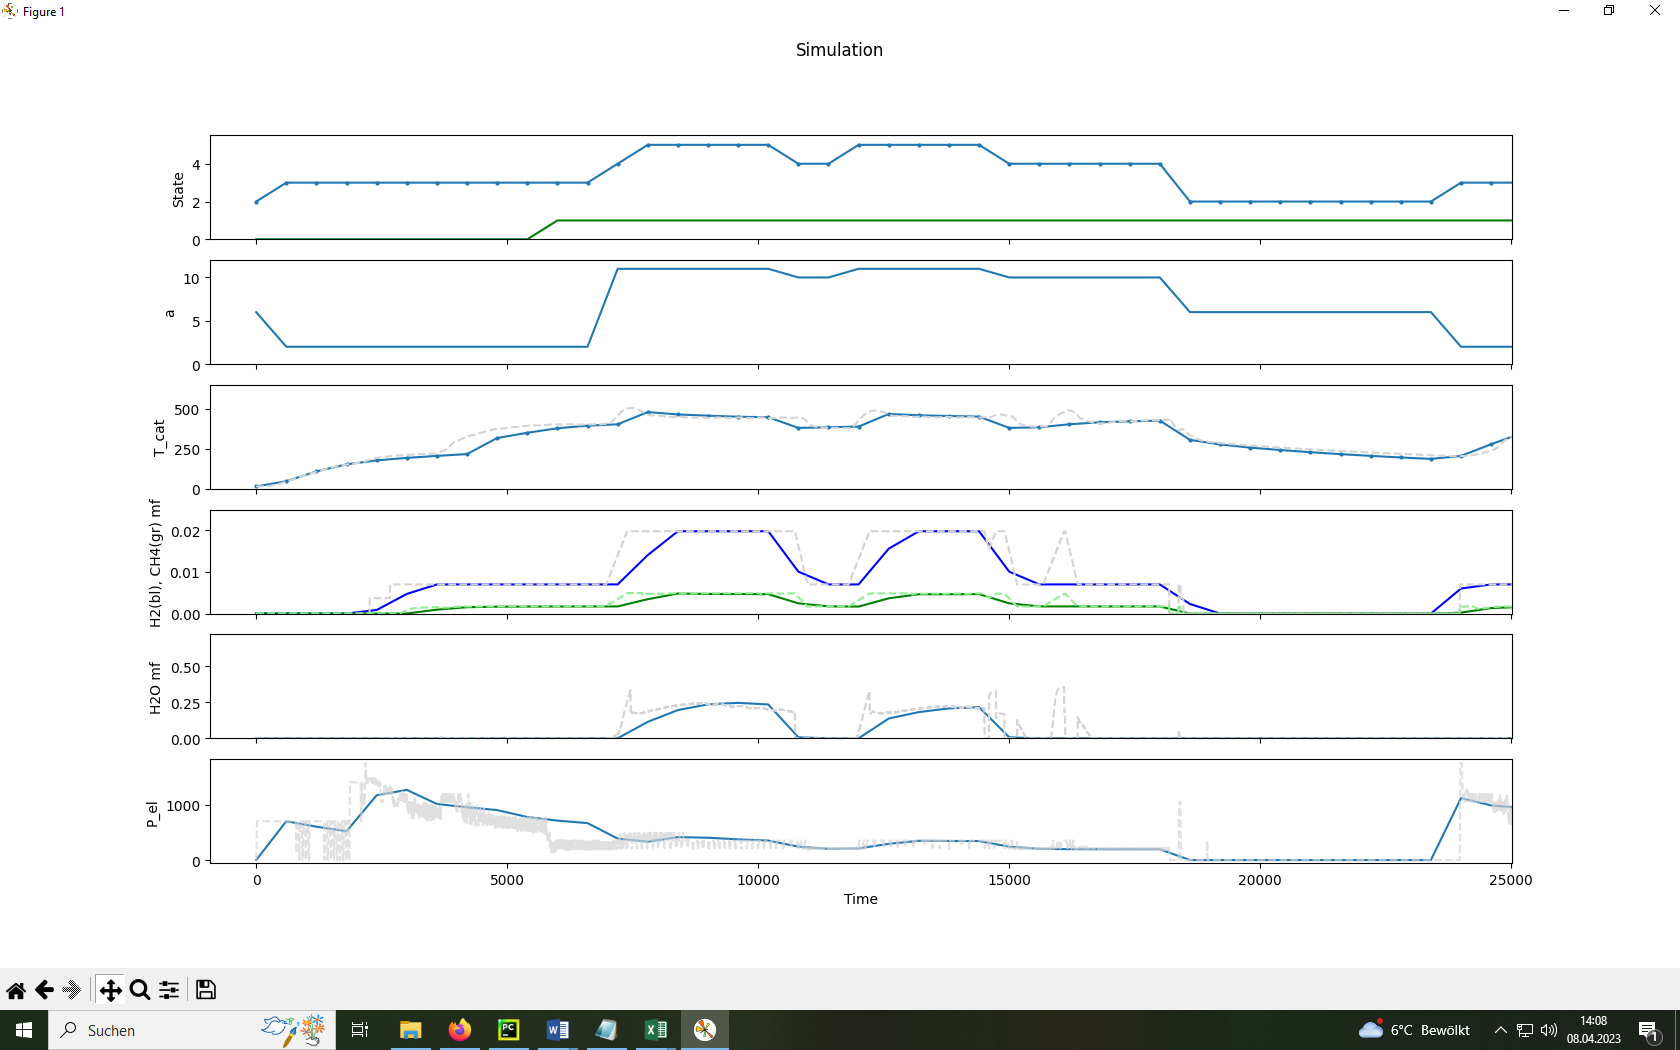 Figure 1
Simulation
State
4
2
0
a
10
5
0
T_cat
500
250
0
H2(bl), CH4(gr) mf
0.02
0.01
0.00
H2O mf
0.50
0.25
0.00
P_el
1000
0
0 5000 10000 15000 20000 25000
Time
Suchen
PC
6°C Bewölkt
14:08
08.04.2023
1